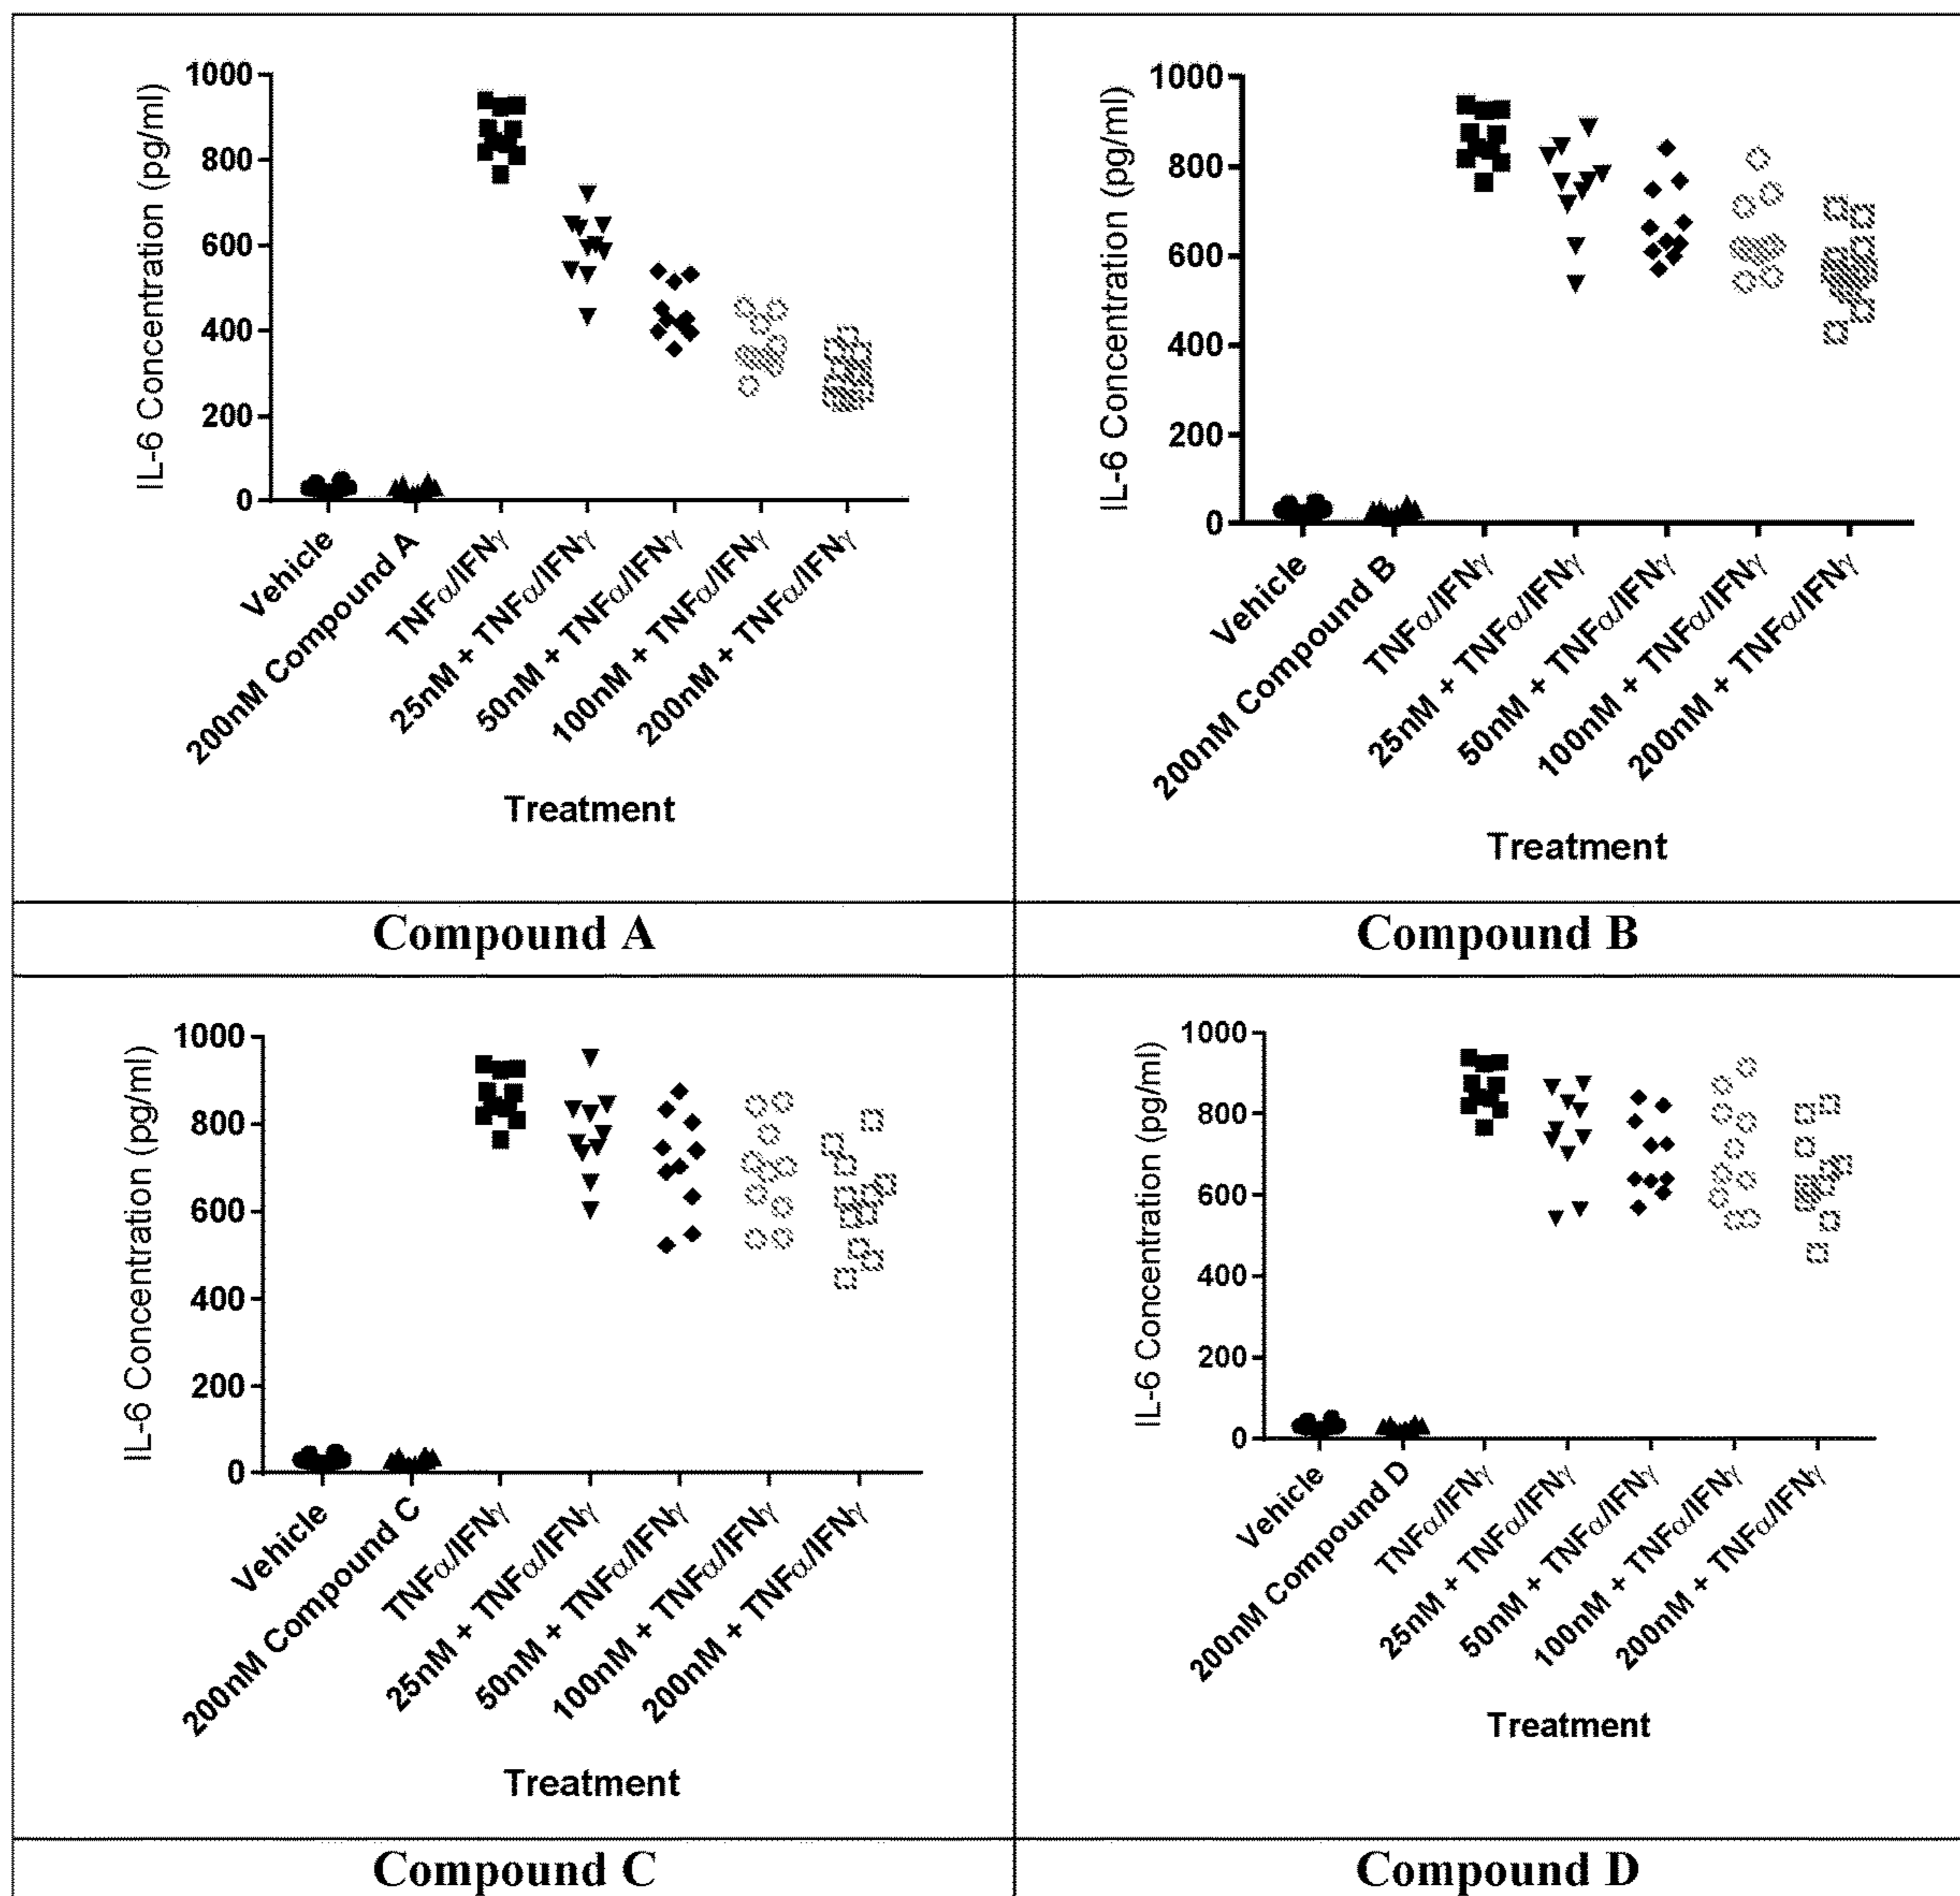 1000
800
600
400
200
0
IL-6 Concentration (pg/ml)
Vehicle
200nM Compound A
TNFα/IFNγ
25nM + TNFα/IFNγ
50nM + TNFα/IFNγ
100nM + TNFα/IFNγ
200nM + TNFα/IFNγ
Treatment
Compound A
1000
800
600
400
200
0
IL-6 Concentration (pg/ml)
Vehicle
200nM Compound B
TNFα/IFNγ
25nM + TNFα/IFNγ
50nM + TNFα/IFNγ
100nM + TNFα/IFNγ
200nM + TNFα/IFNγ
Treatment
Compound B
1000
800
600
400
200
0
IL-6 Concentration (pg/ml)
Vehicle
200nM Compound C
TNFα/IFNγ
25nM + TNFα/IFNγ
50nM + TNFα/IFNγ
100nM + TNFα/IFNγ
200nM + TNFα/IFNγ
Treatment
Compound C
1000
800
600
400
200
0
IL-6 Concentration (pg/ml)
Vehicle
200nM Compound D
TNFα/IFNγ
25nM + TNFα/IFNγ
50nM + TNFα/IFNγ
100nM + TNFα/IFNγ
200nM + TNFα/IFNγ
Treatment
Compound D